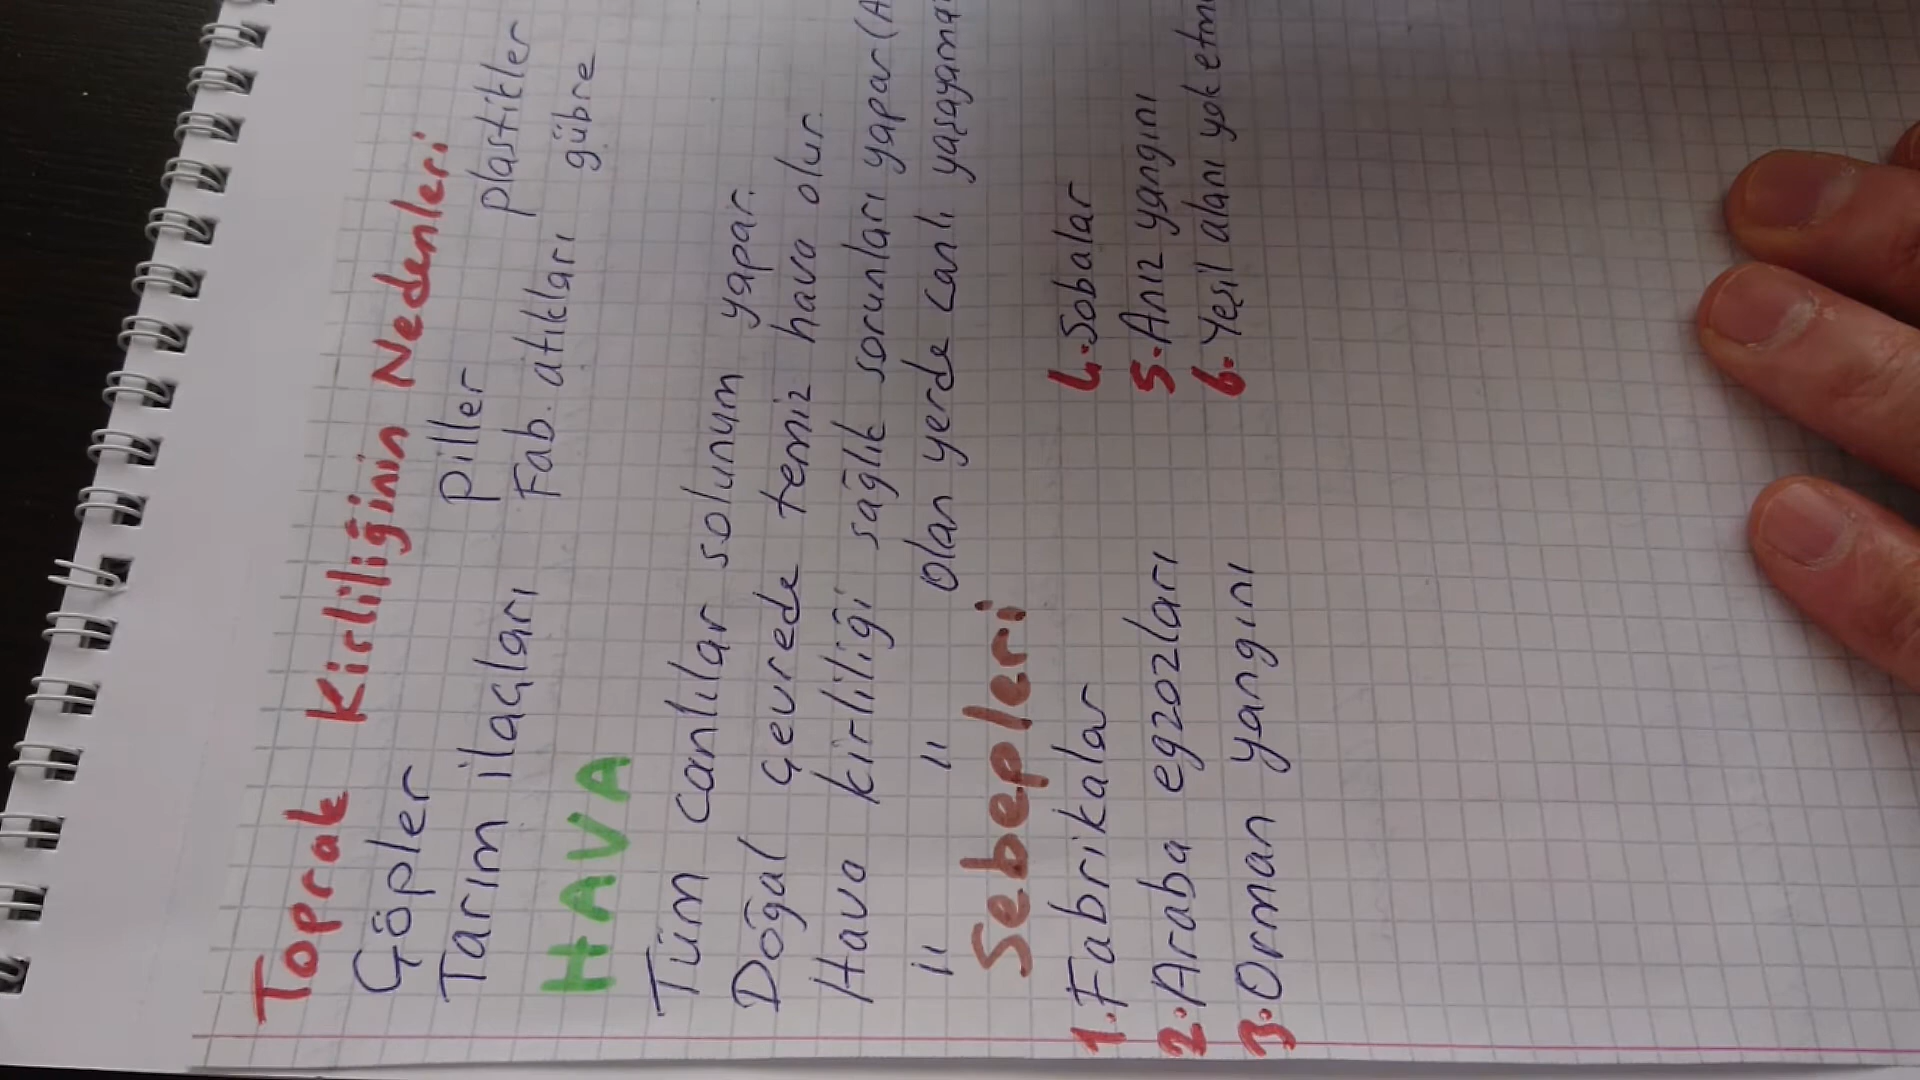 Toprak Kirliliğinin Nedenleri
Çöpler piller plastikler
Tarım ilaçları Fab. atıkları gübre
HAVA
Tüm canlılar solunum yapar.
Doğal çevrede temiz hava olur.
Hava kirliliği sağlık sorunları yapar (A
" " olan yerde canlı
Sebepleri
1. Fabrikalar 4. Sobalar
2. Araba egzozları 5. Anız yangını
3. Orman yangını 6. Yeşil alanı yok